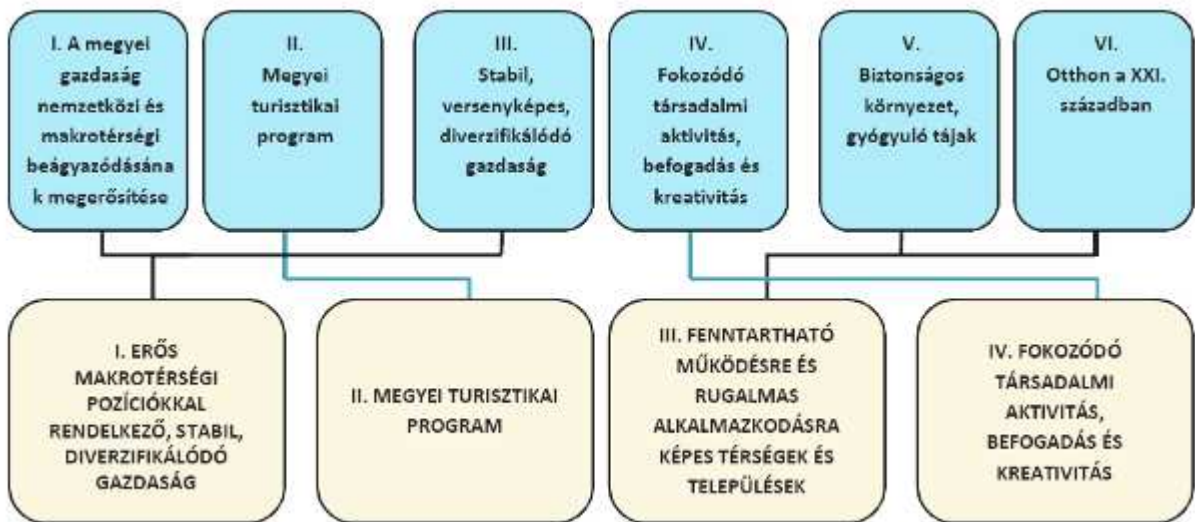 I. A megyei
gazdaság
nemzetközi és
makrotérségi
beágyazódásána
k megerősítése
II.
Megyei
turisztikai
program
III.
Stabil,
versenyképes,
diverzifikálódó
gazdaság
IV.
Fokozódó
társadalmi
aktivitás,
befogadás és
kreativitás
V.
Biztonságos
környezet,
gyógyuló tájak
VI.
Otthon a XXI.
században
I. ERŐS
MAKROTÉRSÉGI
POZÍCIÓKKAL
RENDELKEZŐ, STABIL,
DIVERZIFIKÁLÓDÓ
GAZDASÁG
II. MEGYEI TURISZTIKAI
PROGRAM
III. FENNTARTHATÓ
MŰKÖDÉSRE ÉS
RUGALMAS
ALKALMAZKODÁSRA
KÉPES TÉRSÉGEK ÉS
TELEPÜLÉSEK
IV. FOKOZÓDÓ
TÁRSADALMI
AKTIVITÁS,
BEFOGADÁS ÉS
KREATIVITÁS